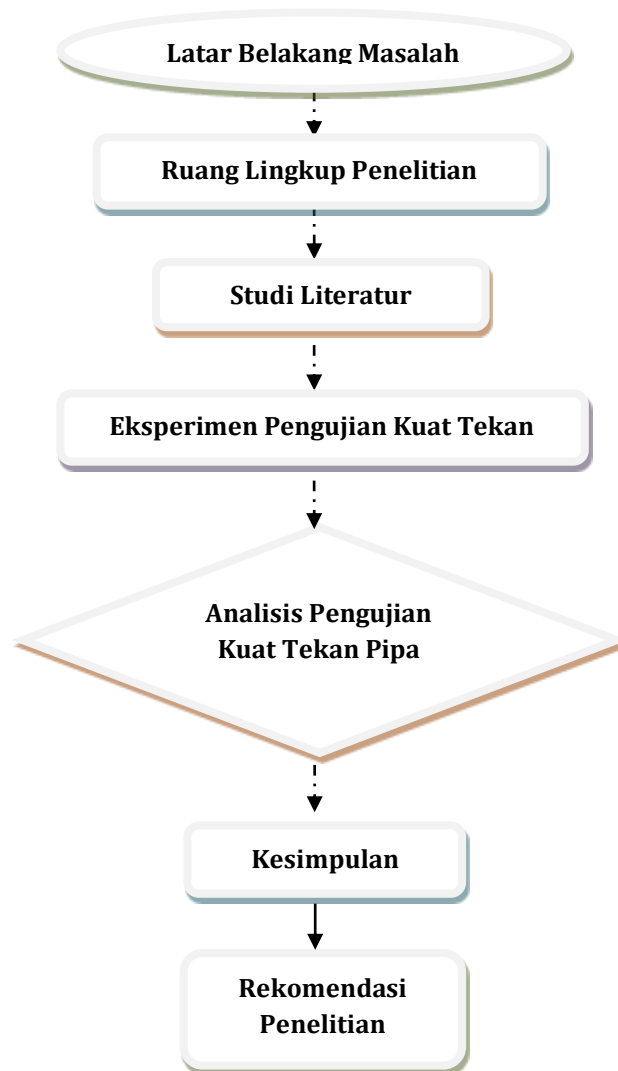 Latar Belakang Masalah
Ruang Lingkup Penelitian
Studi Literatur
Eksperimen Pengujian Kuat Tekan
Analisis Pengujian
Kuat Tekan Pipa
Kesimpulan
Rekomendasi
Penelitian